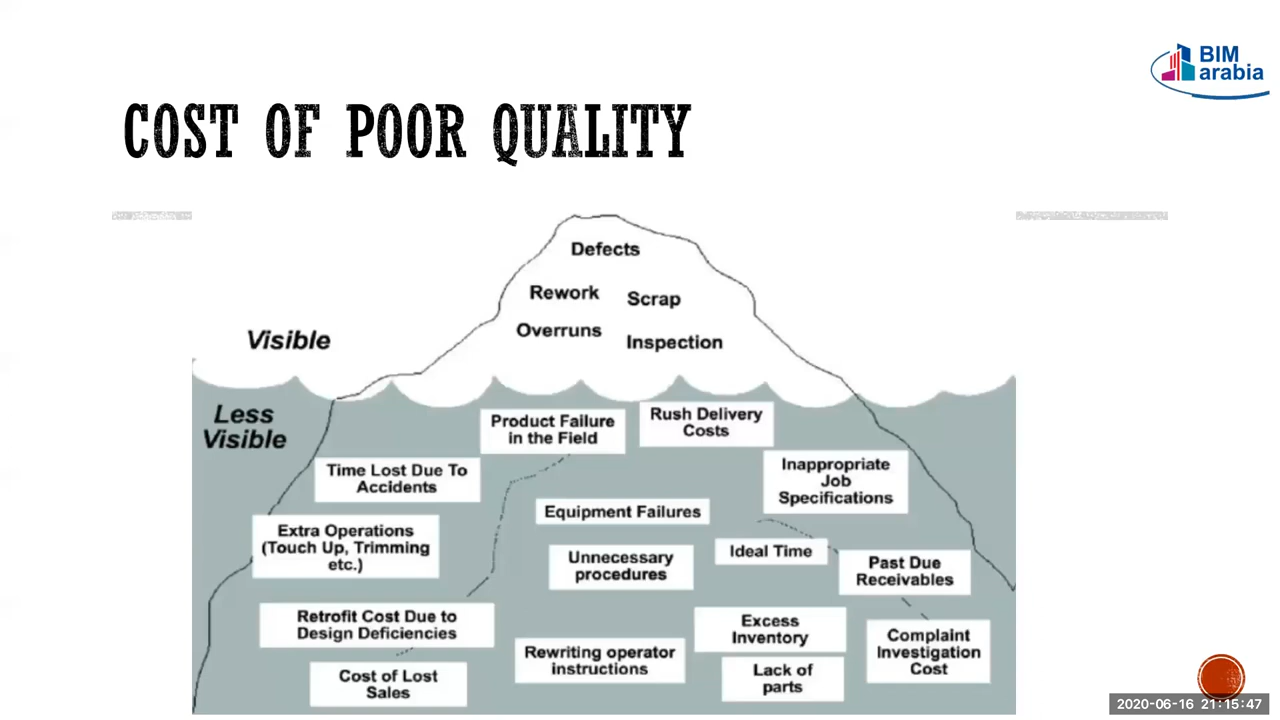 BIM
arabia
COST OF POOR QUALITY
Defects
Rework
Scrap
Overruns
Inspection
Visible
Less
Visible
Product Failure
in the Field
Rush Delivery
Costs
Time Lost Due To
Accidents
Inappropriate
Job
Specifications
Equipment Failures
Extra Operations
(Touch Up, Trimming
etc.)
Unnecessary
procedures
Ideal Time
Past Due
Receivables
Retrofit Cost Due to
Design Deficiencies
Excess
Inventory
Complaint
Investigation
Cost
Rewriting operator
instructions
Cost of Lost
Sales
Lack of
parts
2020-06-16 21:15:47